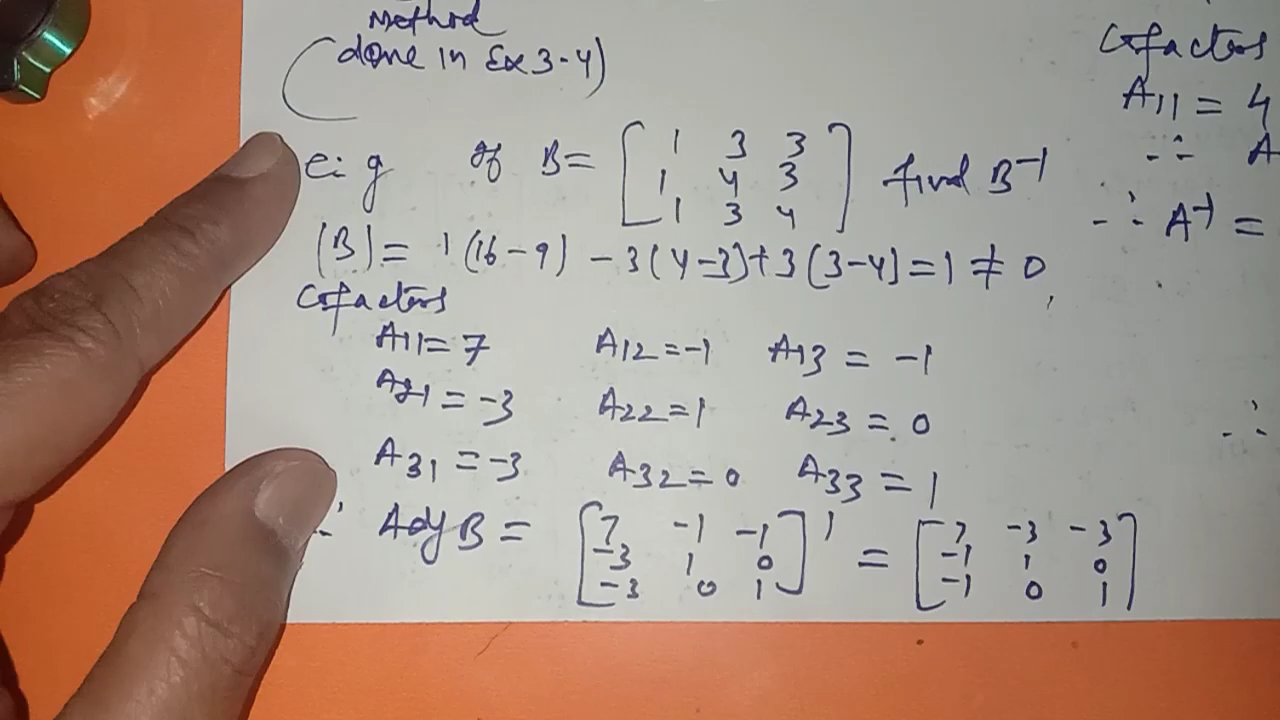 Method
(done in Ex 3-4)
e.g If B = [ 1 3 3
1 4 3
1 3 4 ] find B⁻¹
|B| = 1(16-9) -3(4-3)+3(3-4)=1 ≠ 0
Cofactors
A11=7 A12=-1 A13 = -1
A21=-3 A22=1 A23 = 0
A31=-3 A32=0 A33=1
∴ Adj B = [ 7 -1 -1
-3 1 0
-3 0 1 ]' = [ 7 -3 -3
-1 1 0
-1 0 1 ]
Cofactors
A11 = 4
∴ A
∴ A⁻¹ =
∴